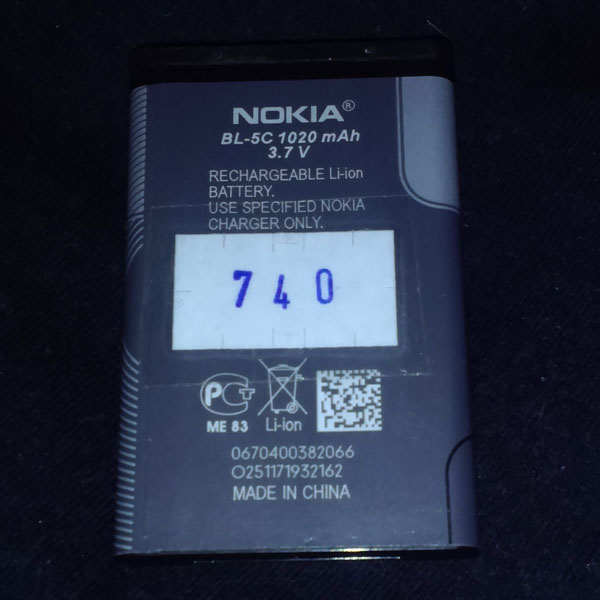 NOKIA®
BL-5C 1020 mAh
3.7 V
RECHARGEABLE Li-ion
BATTERY.
USE SPECIFIED NOKIA
CHARGER ONLY.
740
РСТ
ME 83
Li-ion
0670400382066
O251171932162
MADE IN CHINA